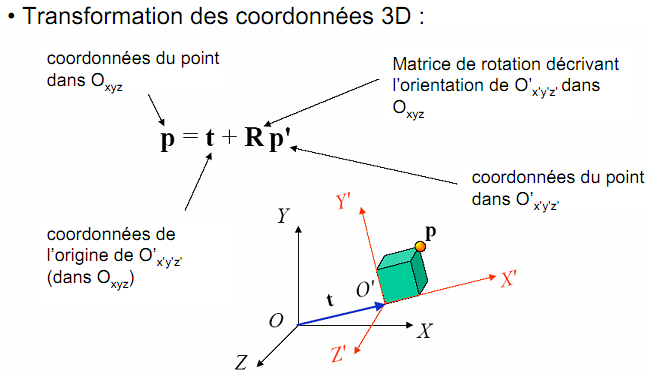 • Transformation des coordonnées 3D :
coordonnées du point
dans Oxyz
Matrice de rotation décrivant
l'orientation de O'x'y'z' dans
Oxyz
p = t + R p'
coordonnées du point
dans O'x'y'z'
coordonnées de
l'origine de O'x'y'z'
(dans Oxyz)
Y
Y'
p
O'
X'
t
O
X
Z'
Z